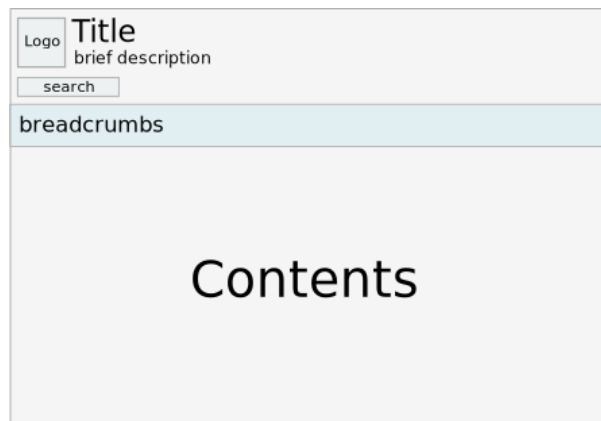 Logo
Title
brief description
search
breadcrumbs
Contents